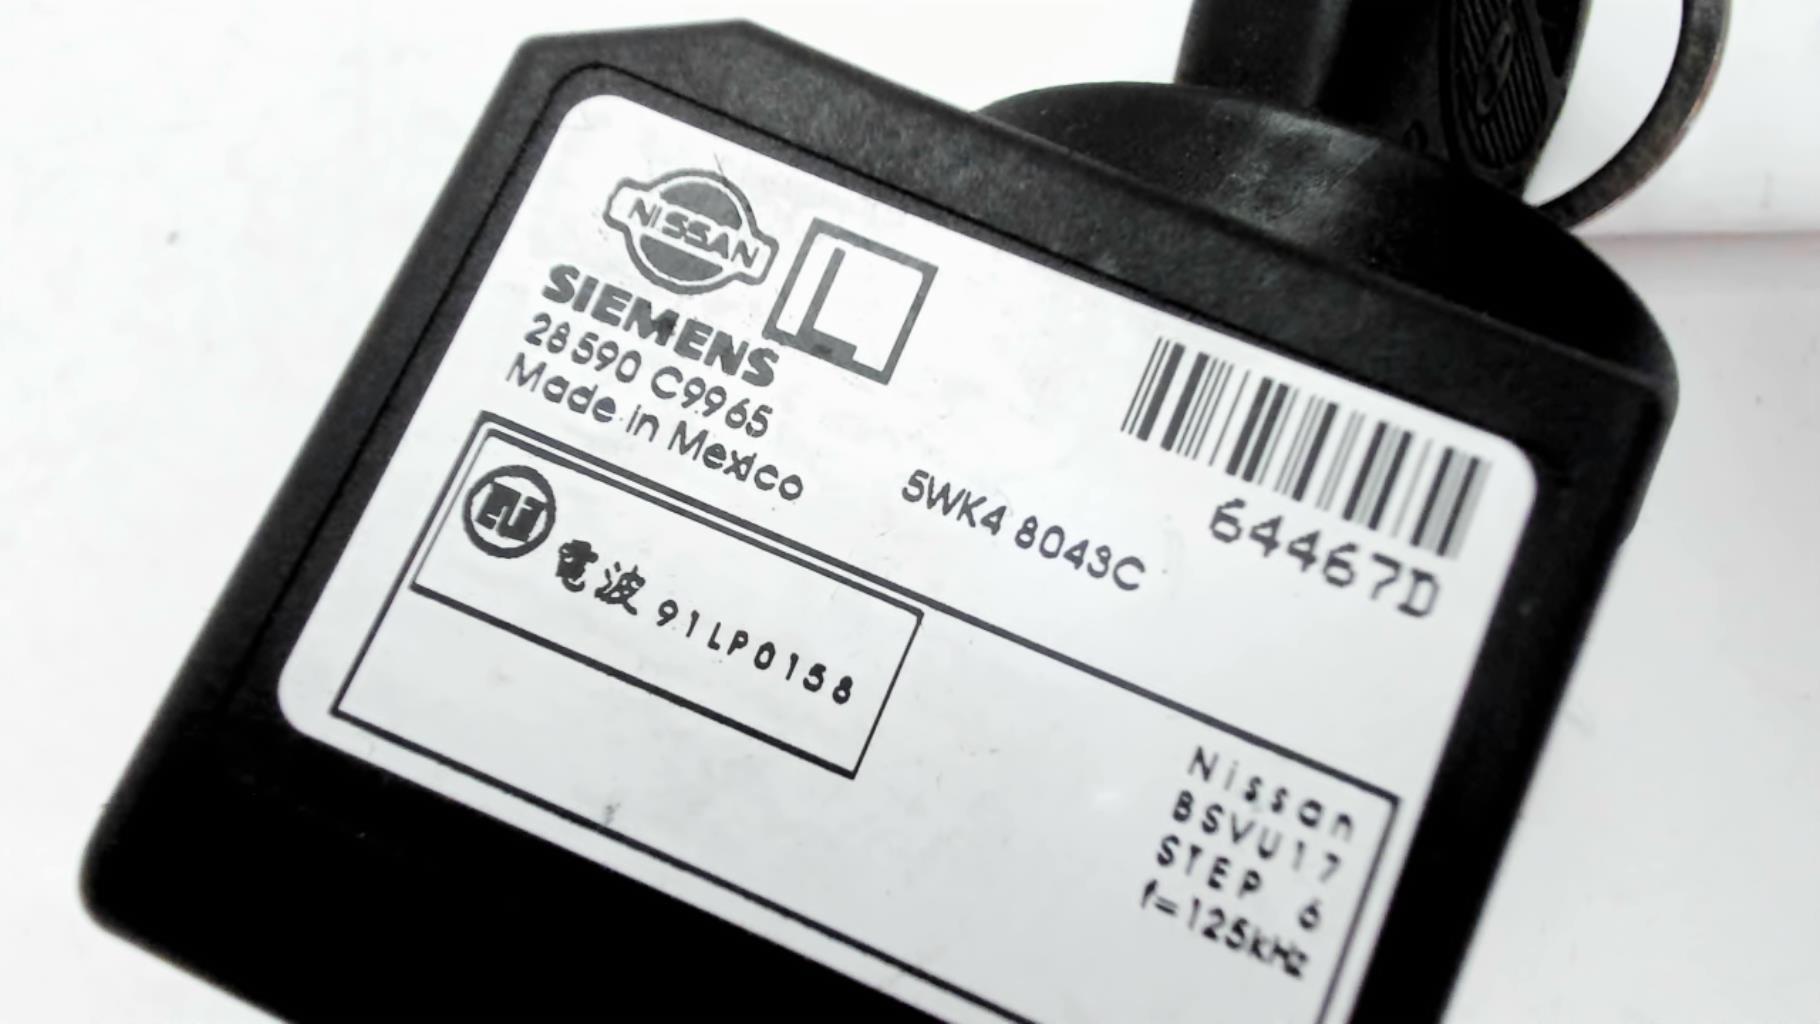 NISSAN
L
SIEMENS
28590 C9965
Made in Mexico
5WK4 8043C
64467D
電波 91LP0158
Nissan
BSVU17
STEP 6
f=125kHz